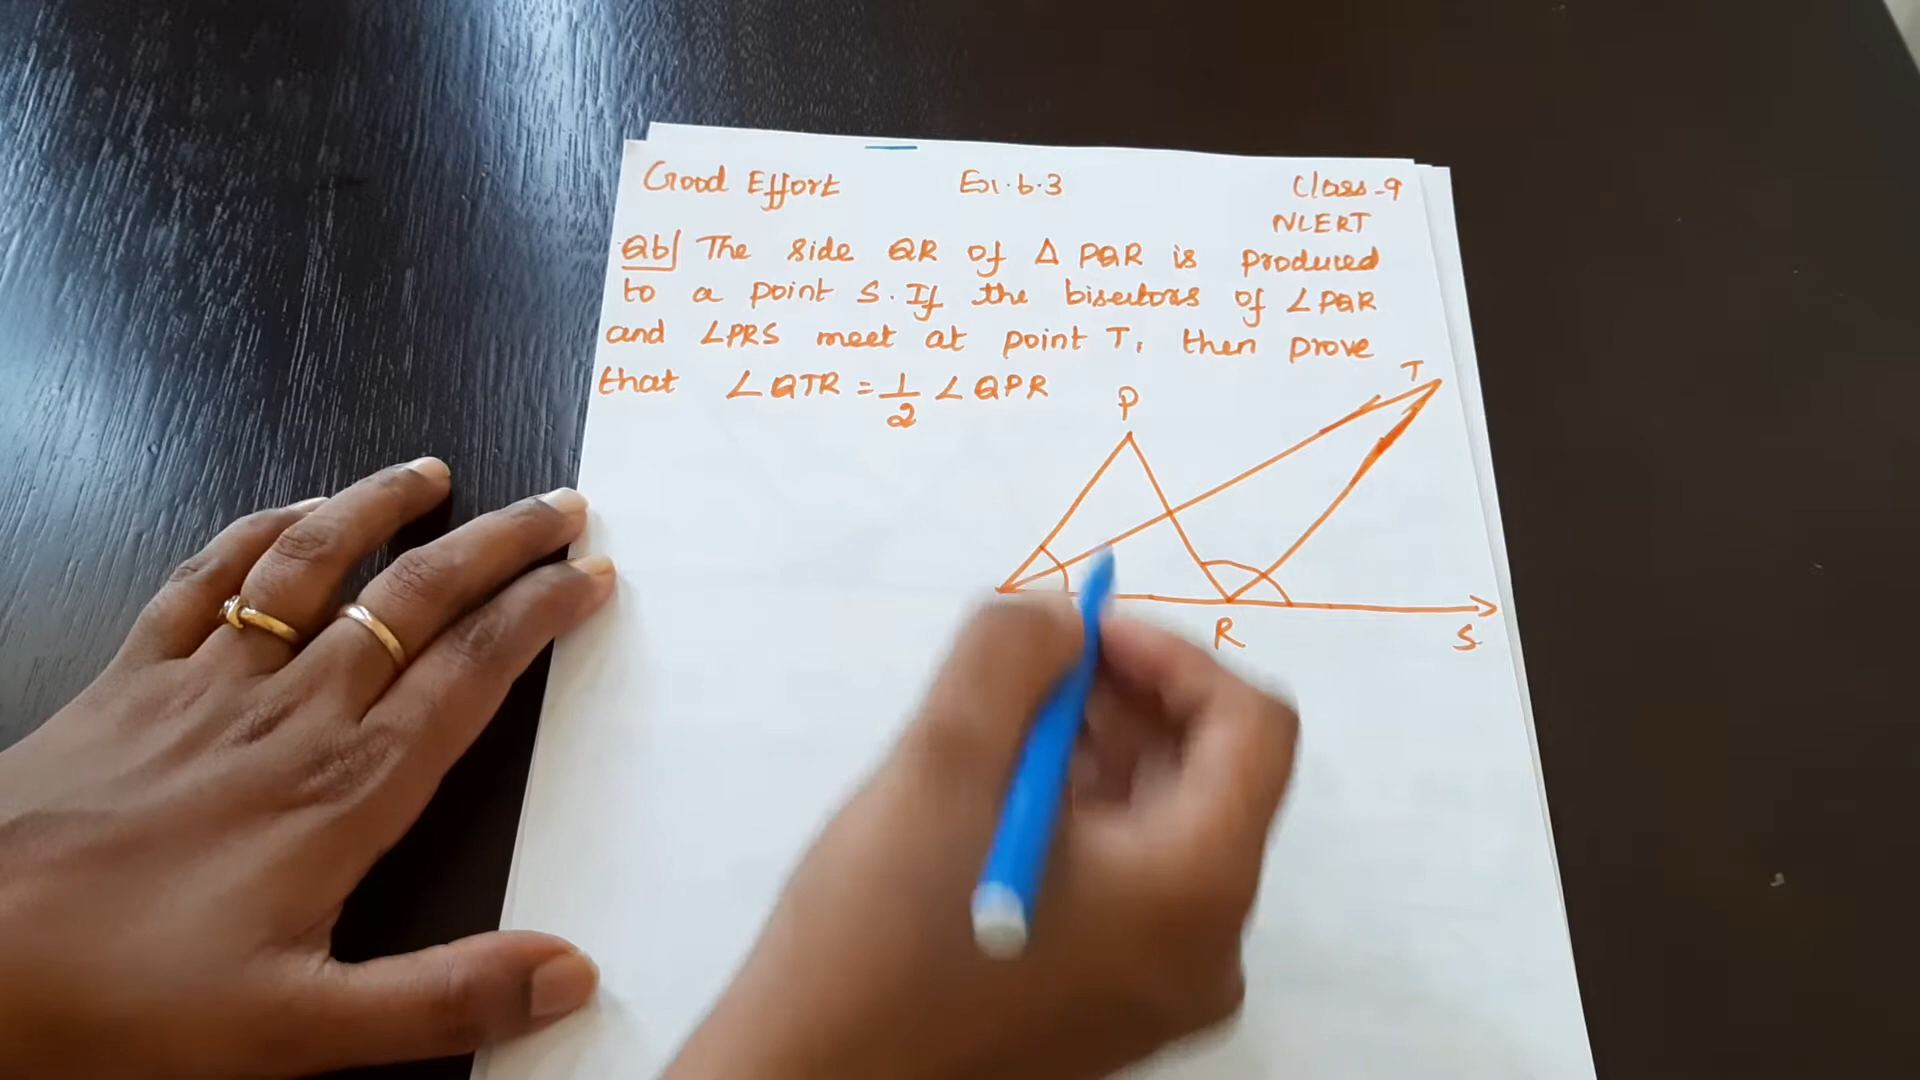 Good Effort Ex.6.3 Class-9
NCERT
Q6 The side QR of Δ PQR is produced
to a point S. If the bisectors of ∠PQR
and ∠PRS meet at point T, then prove
that ∠QTR = 1/2 ∠QPR
T
P
R
S